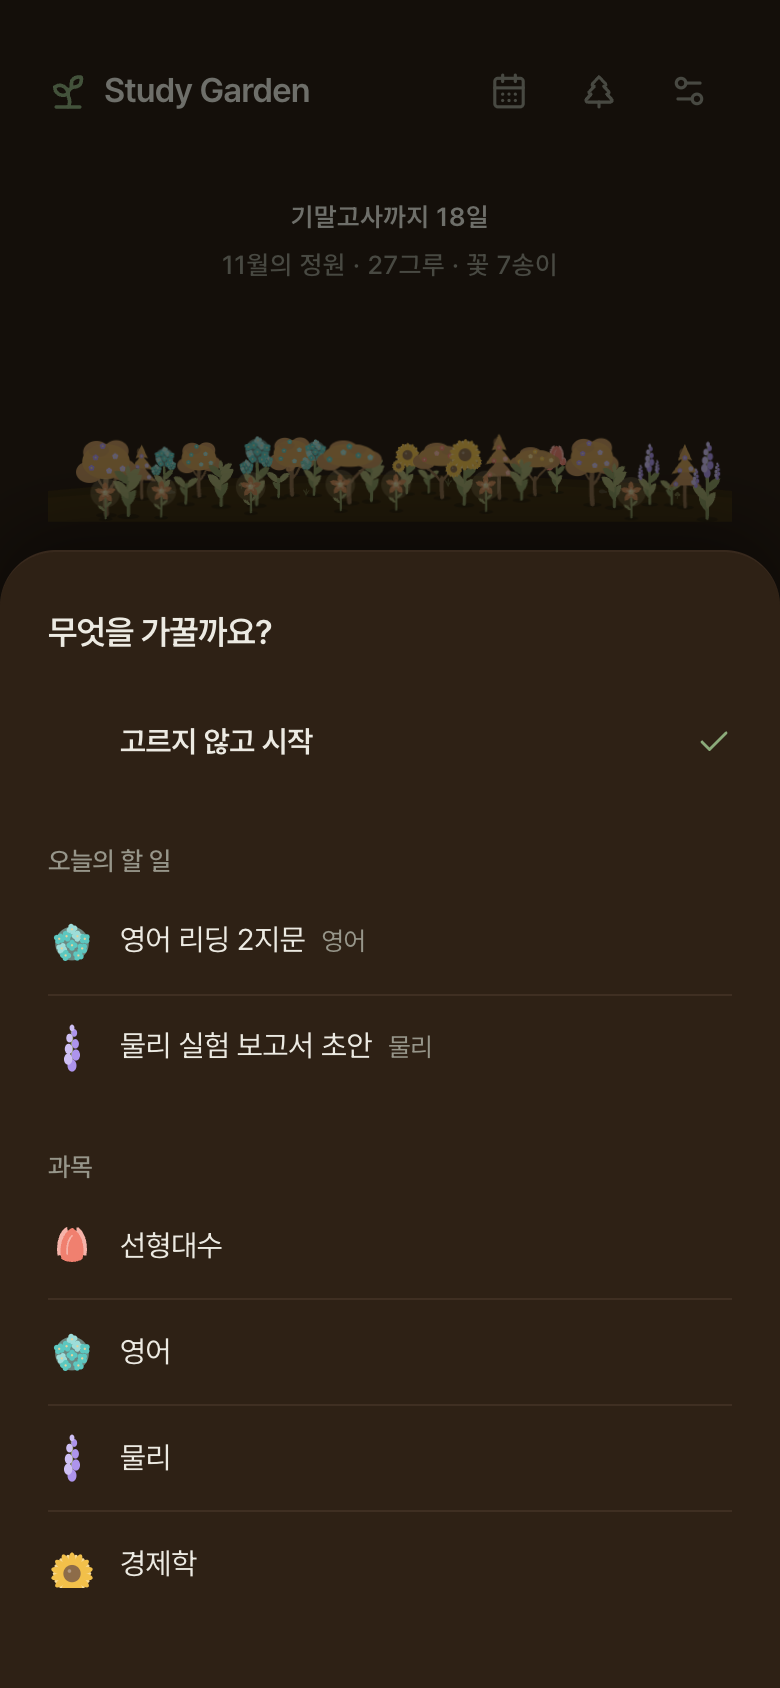 Study Garden
기말고사까지 18일
11월의 정원 · 27그루 · 꽃 7송이
무엇을 가꿀까요?
고르지 않고 시작
오늘의 할 일
영어 리딩 2지문 영어
물리 실험 보고서 초안 물리
과목
선형대수
영어
물리
경제학